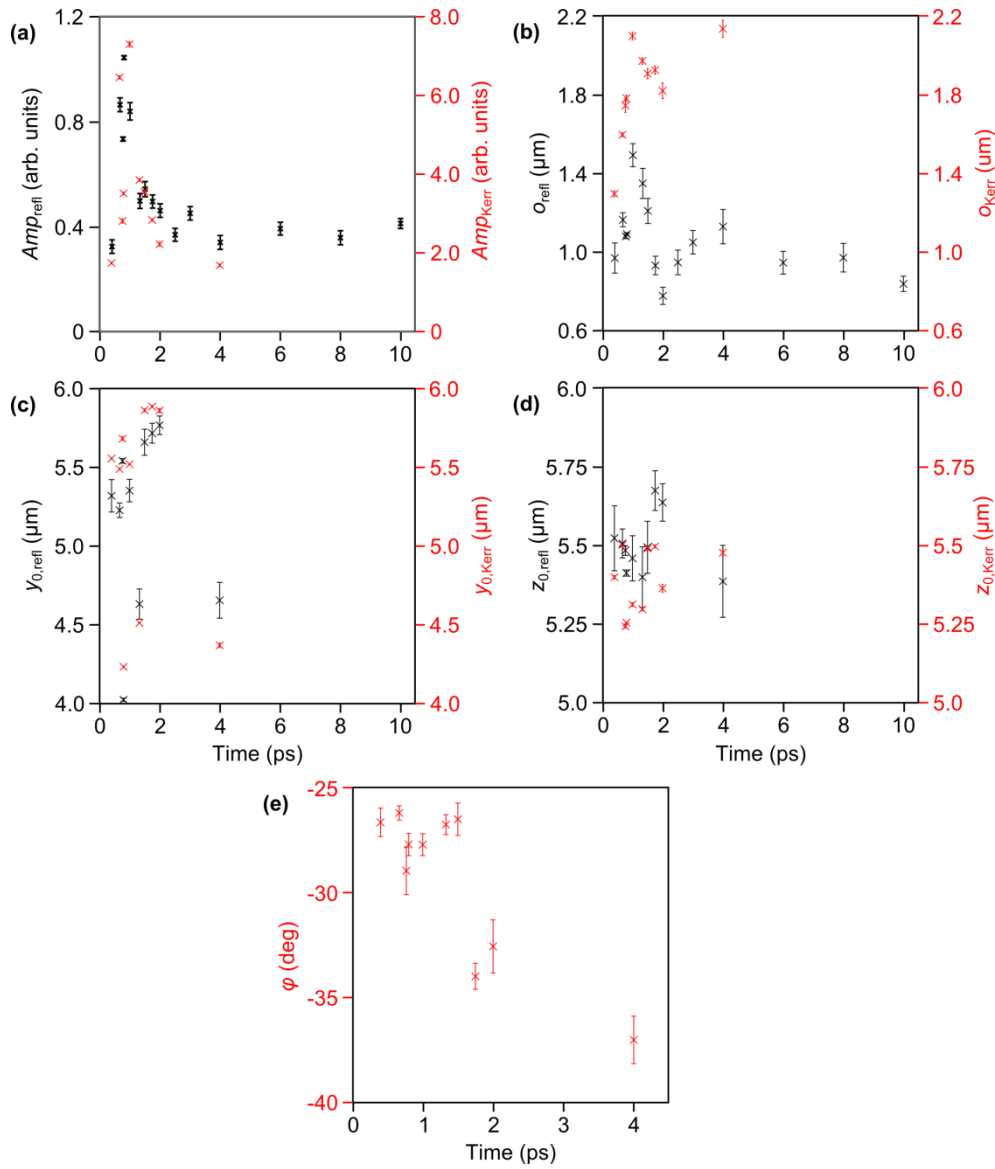 (a)
1.2
0.8
0.4
0
Amp_refl (arb. units)
8.0
6.0
4.0
2.0
0
Amp_Kerr (arb. units)
0 2 4 6 8 10
(b)
2.2
1.8
1.4
1.0
0.6
σ_refl (μm)
2.2
1.8
1.4
1.0
0.6
σ_Kerr (um)
0 2 4 6 8 10
(c)
6.0
5.5
5.0
4.5
4.0
y_0,refl (μm)
6.0
5.5
5.0
4.5
4.0
y_0,Kerr (μm)
0 2 4 6 8 10
Time (ps)
(d)
6.0
5.75
5.5
5.25
5.0
z_0,refl (μm)
6.0
5.75
5.5
5.25
5.0
z_0,Kerr (μm)
0 2 4 6 8 10
Time (ps)
(e)
-25
-30
-35
-40
φ (deg)
0 1 2 3 4
Time (ps)